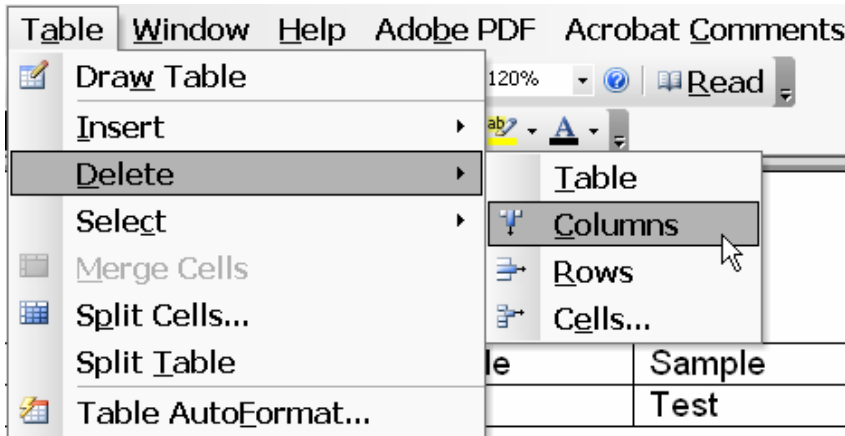 Table Window Help Adobe PDF Acrobat Comments
Draw Table
120%
Read
Insert
ab
A
Delete
Table
Select
Columns
Merge Cells
Rows
Split Cells...
Cells...
Split Table
le
Sample
Table AutoFormat...
Test